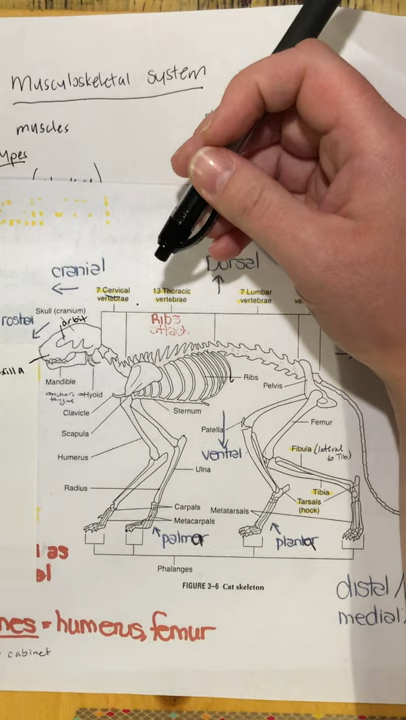 Musculoskeletal System
muscles
ypes
cranial
Dorsal
7 Cervical
vertebrae
13 Thoracic
vertebrae
7 Lumbar
vertebrae
Ribs
attach
Skull (cranium)
orbit
rostral
Mandible
Hyoid
Clavicle
Scapula
Humerus
Radius
Sternum
Ulna
Carpals
Metacarpals
palmar
Ribs
Pelvis
Patella
ventral
Femur
Fibula (lateral
to Tib)
Tibia
Tarsals
(hock)
Metatarsals
plantar
Phalanges
FIGURE 3–6 Cat skeleton
as
distal/
medial
nes = humerus, femur
cabinet